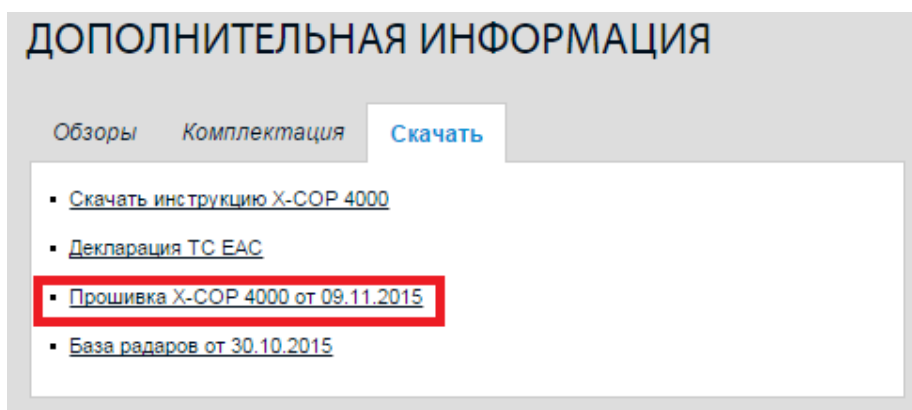 ДОПОЛНИТЕЛЬНАЯ ИНФОРМАЦИЯ
Обзоры Комплектация Скачать
Скачать инструкцию X-COP 4000
Декларация ТС ЕАС
Прошивка X-COP 4000 от 09.11.2015
База радаров от 30.10.2015